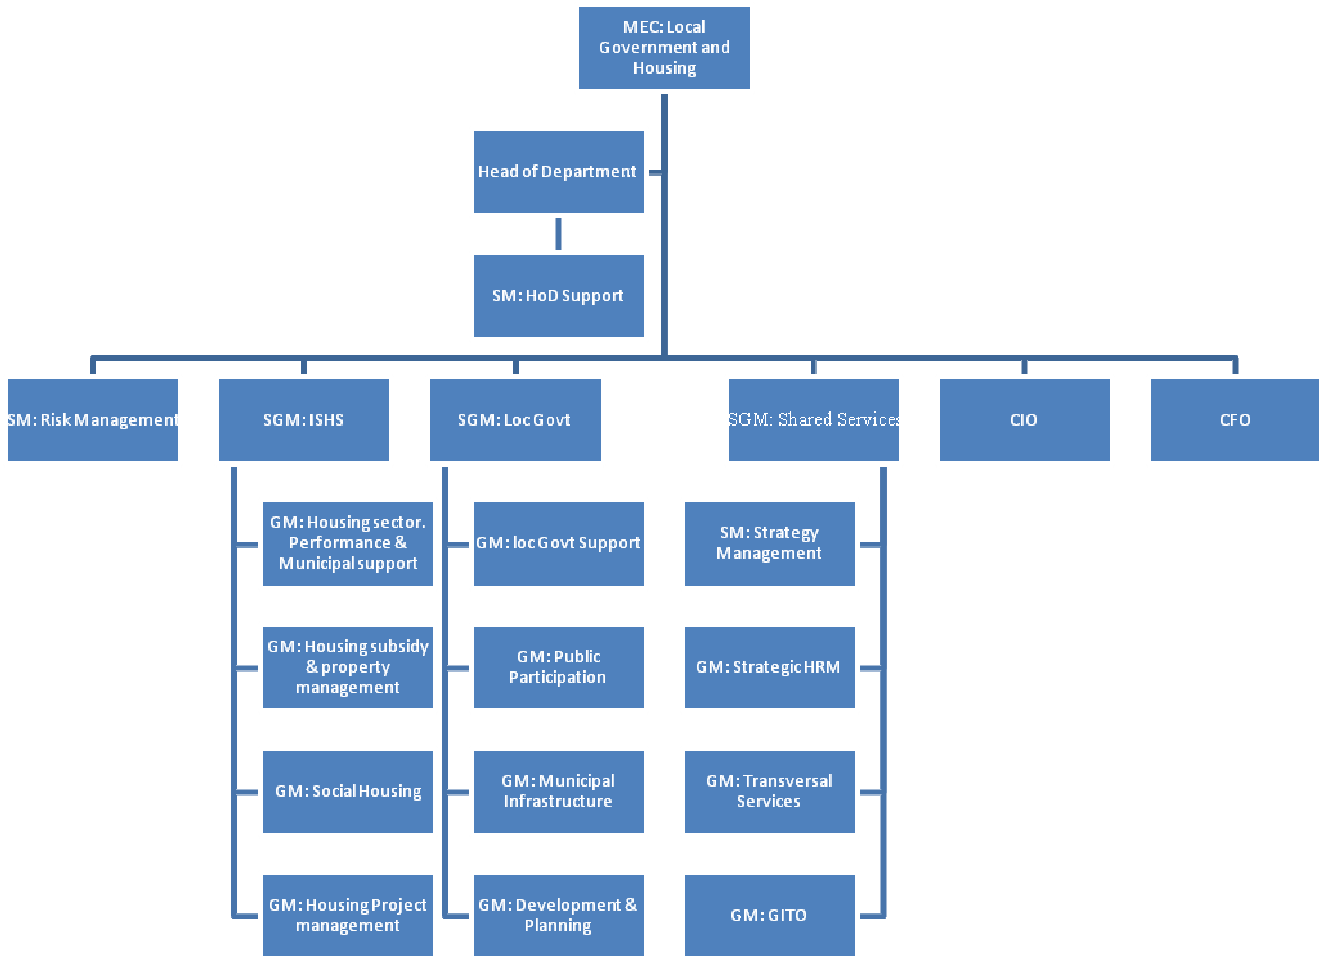 MEC: Local
Government and
Housing
Head of Department
SM: HoD Support
SM: Risk Management
SGM: ISHS
SGM: Loc Govt
SGM: Shared Services
CIO
CFO
GM: Housing sector.
Performance &
Municipal support
GM: loc Govt Support
SM: Strategy
Management
GM: Housing subsidy
& property
management
GM: Public
Participation
GM: Strategic HRM
GM: Social Housing
GM: Municipal
Infrastructure
GM: Transversal
Services
GM: Housing Project
management
GM: Development &
Planning
GM: GITO